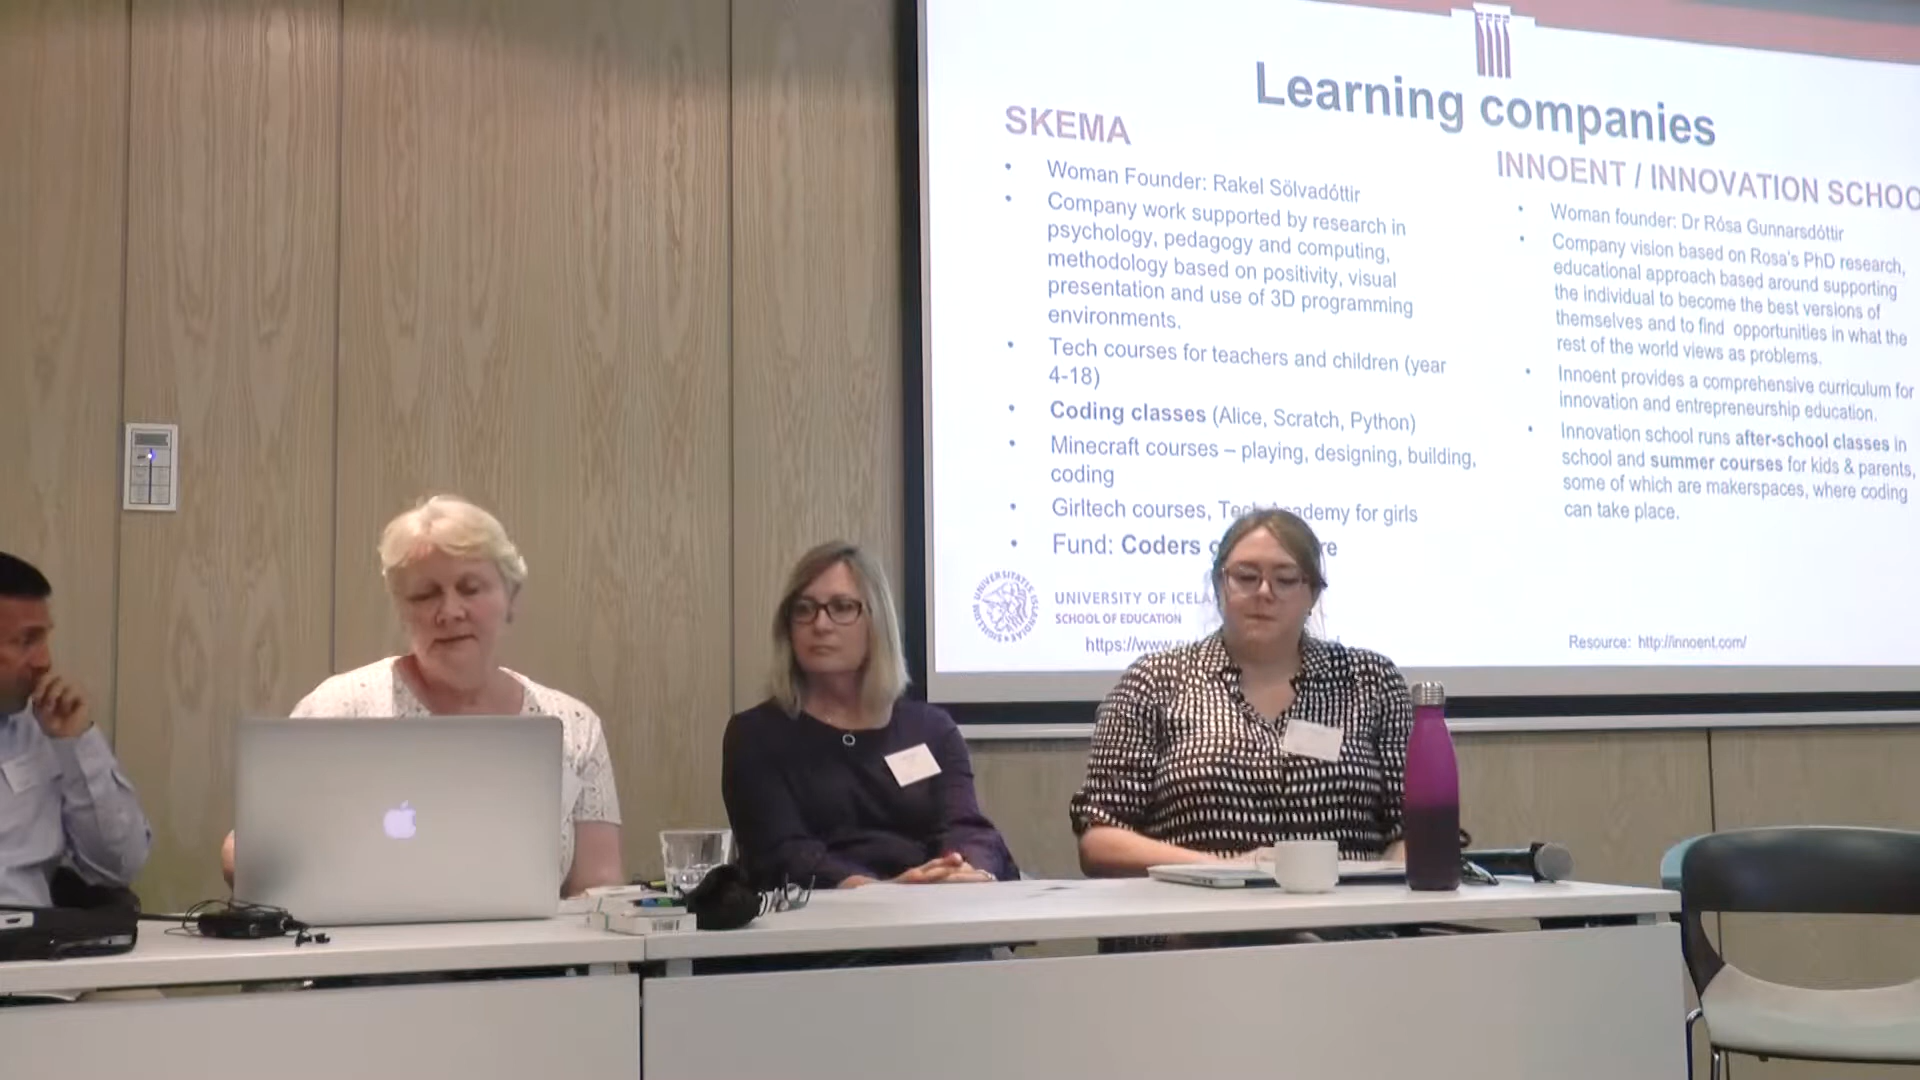 Learning companies
SKEMA
• Woman Founder: Rakel Sölvadóttir
• Company work supported by research in
psychology, pedagogy and computing,
methodology based on positivity, visual
presentation and use of 3D programming
environments.
• Tech courses for teachers and children (year
4-18)
• Coding classes (Alice, Scratch, Python)
• Minecraft courses – playing, designing, building,
coding
• Girltech courses, Tech Academy for girls
• Fund: Coders
UNIVERSITY OF
SCHOOL OF EDUCATION
https://www.
INNOENT / INNOVATION SCHOO
• Woman founder: Dr Rósa Gunnarsdóttir
• Company vision based on Rosa's PhD research,
educational approach based around supporting
the individual to become the best versions of
themselves and to find opportunities in what the
rest of the world views as problems.
• Innoent provides a comprehensive curriculum for
innovation and entrepreneurship education.
• Innovation school runs after-school classes in
school and summer courses for kids & parents,
some of which are makerspaces, where coding
can take place.
Resource: http://innoent.com/